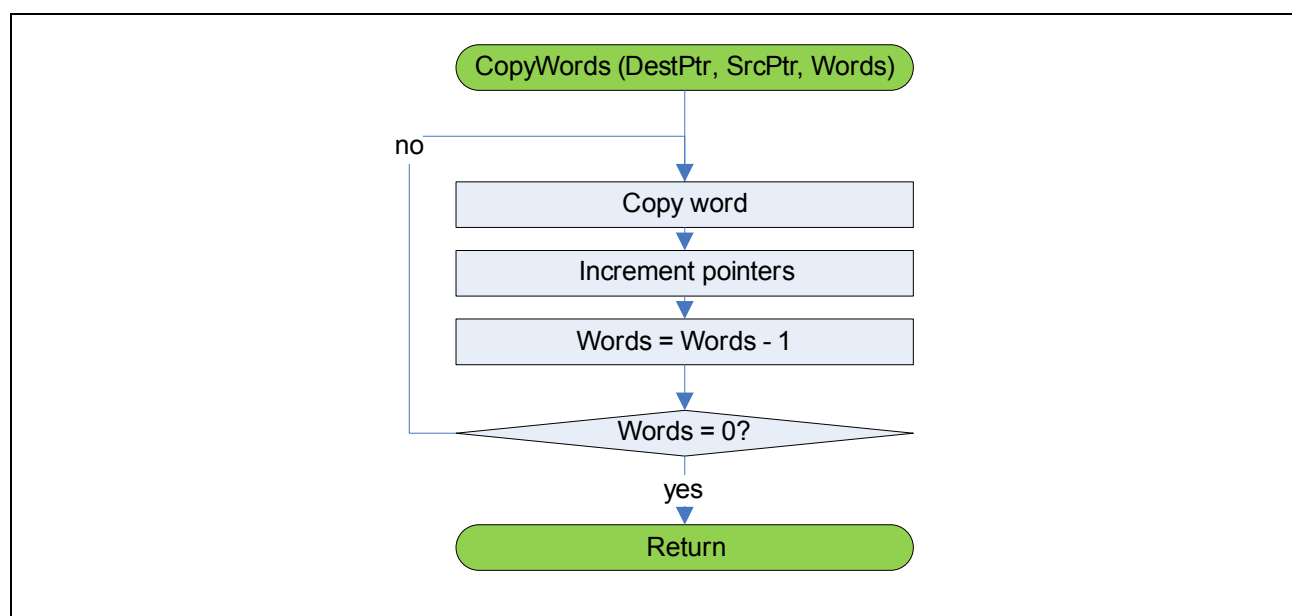 CopyWords (DestPtr, SrcPtr, Words)
no
Copy word
Increment pointers
Words = Words - 1
Words = 0?
yes
Return